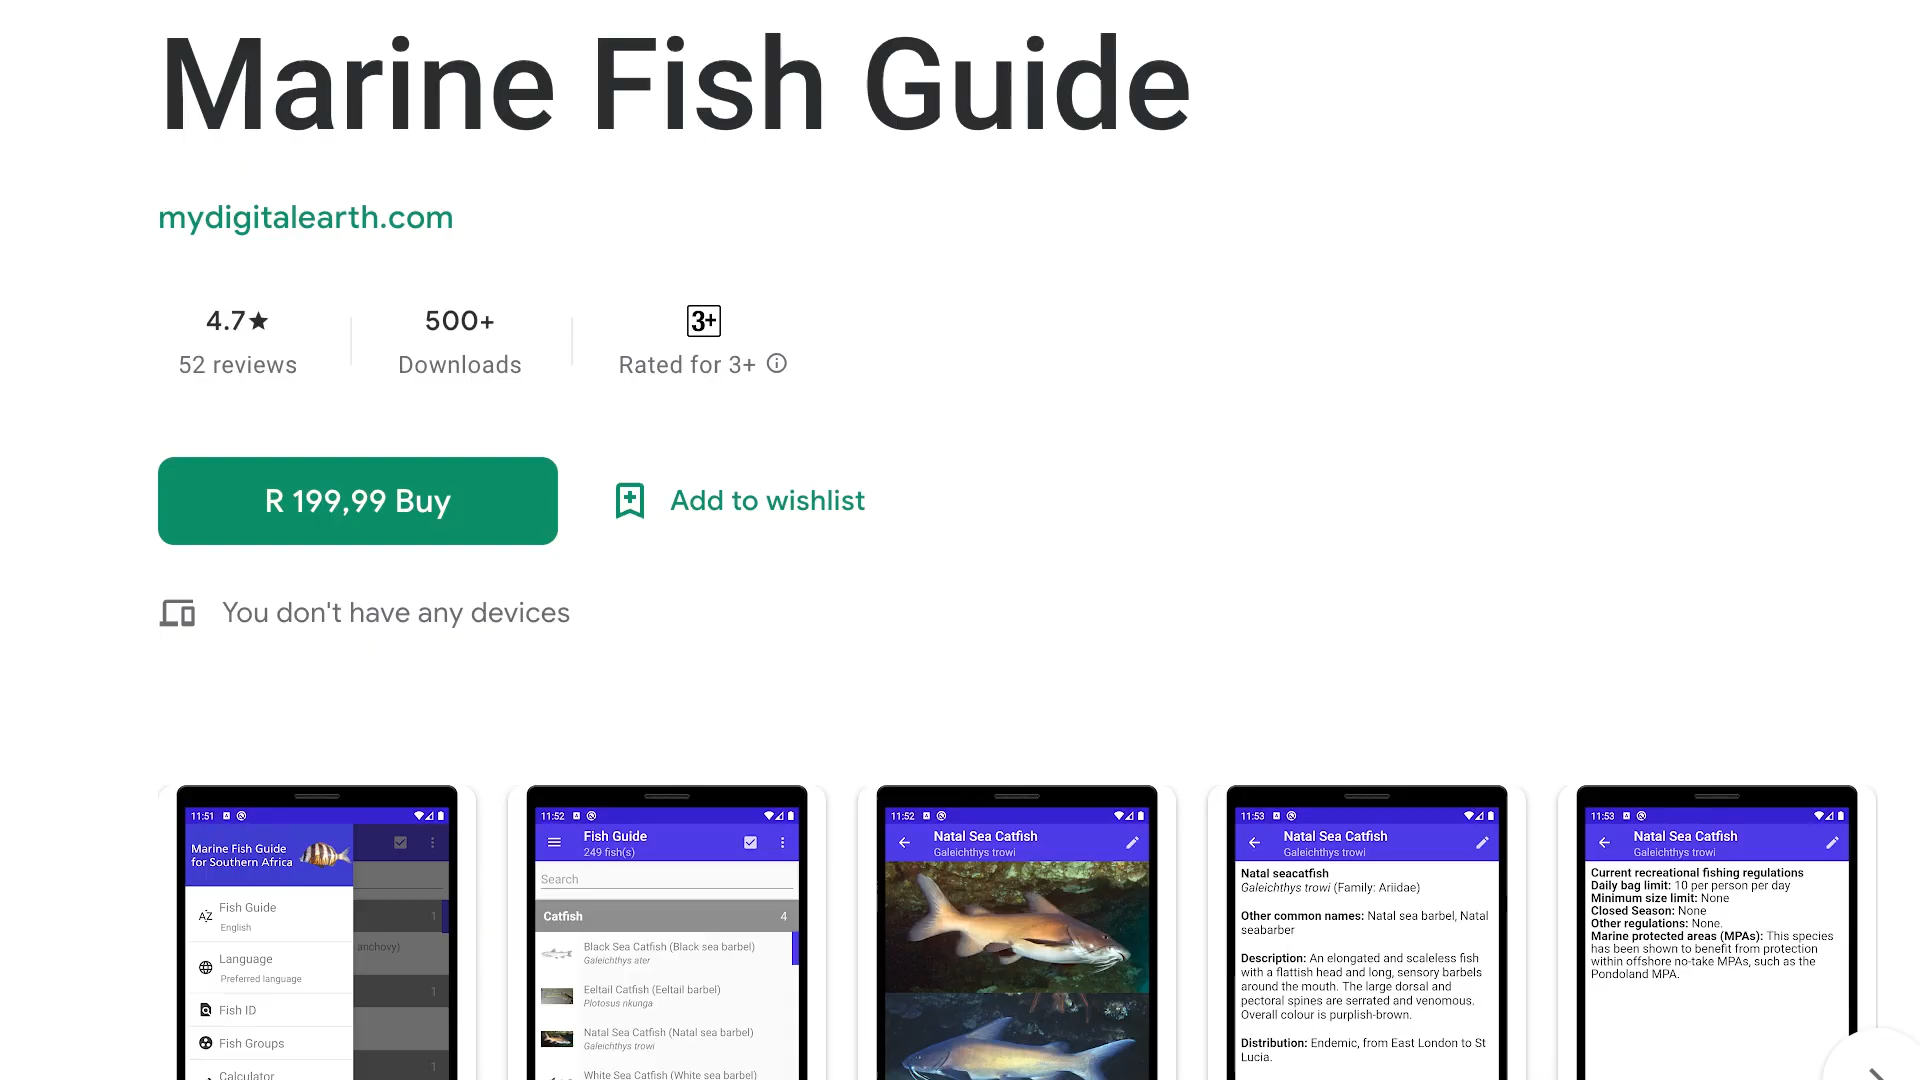 Marine Fish Guide
mydigitalearth.com
4.7★
52 reviews
500+
Downloads
3+
Rated for 3+
R 199,99 Buy
Add to wishlist
You don't have any devices
11:51
Marine Fish Guide
for Southern Africa
1
anchovy)
1
1
Fish Guide
English
Language
Preferred language
Fish ID
Fish Groups
Calculator
11:52
Fish Guide
249 fish(s)
Search
Catfish 4
Black Sea Catfish (Black sea barbel)
Galeichthys ater
Eeltail Catfish (Eeltail barbel)
Plotosus nkunga
Natal Sea Catfish (Natal sea barbel)
Galeichthys trowi
White Sea Catfish (White sea barbel)
11:52
Natal Sea Catfish
Galeichthys trowi
11:53
Natal Sea Catfish
Galeichthys trowi
Natal seacatfish
Galeichthys trowi (Family: Ariidae)
Other common names: Natal sea barbel, Natal
seabarber
Description: An elongated and scaleless fish
with a flattish head and long, sensory barbels
around the mouth. The large dorsal and
pectoral spines are serrated and venomous.
Overall colour is purplish-brown.
Distribution: Endemic, from East London to St
Lucia.
11:53
Natal Sea Catfish
Galeichthys trowi
Current recreational fishing regulations
Daily bag limit: 10 per person per day
Minimum size limit: None
Closed Season: None
Other regulations: None.
Marine protected areas (MPAs): This species
has been shown to benefit from protection
within offshore no-take MPAs, such as the
Pondoland MPA.